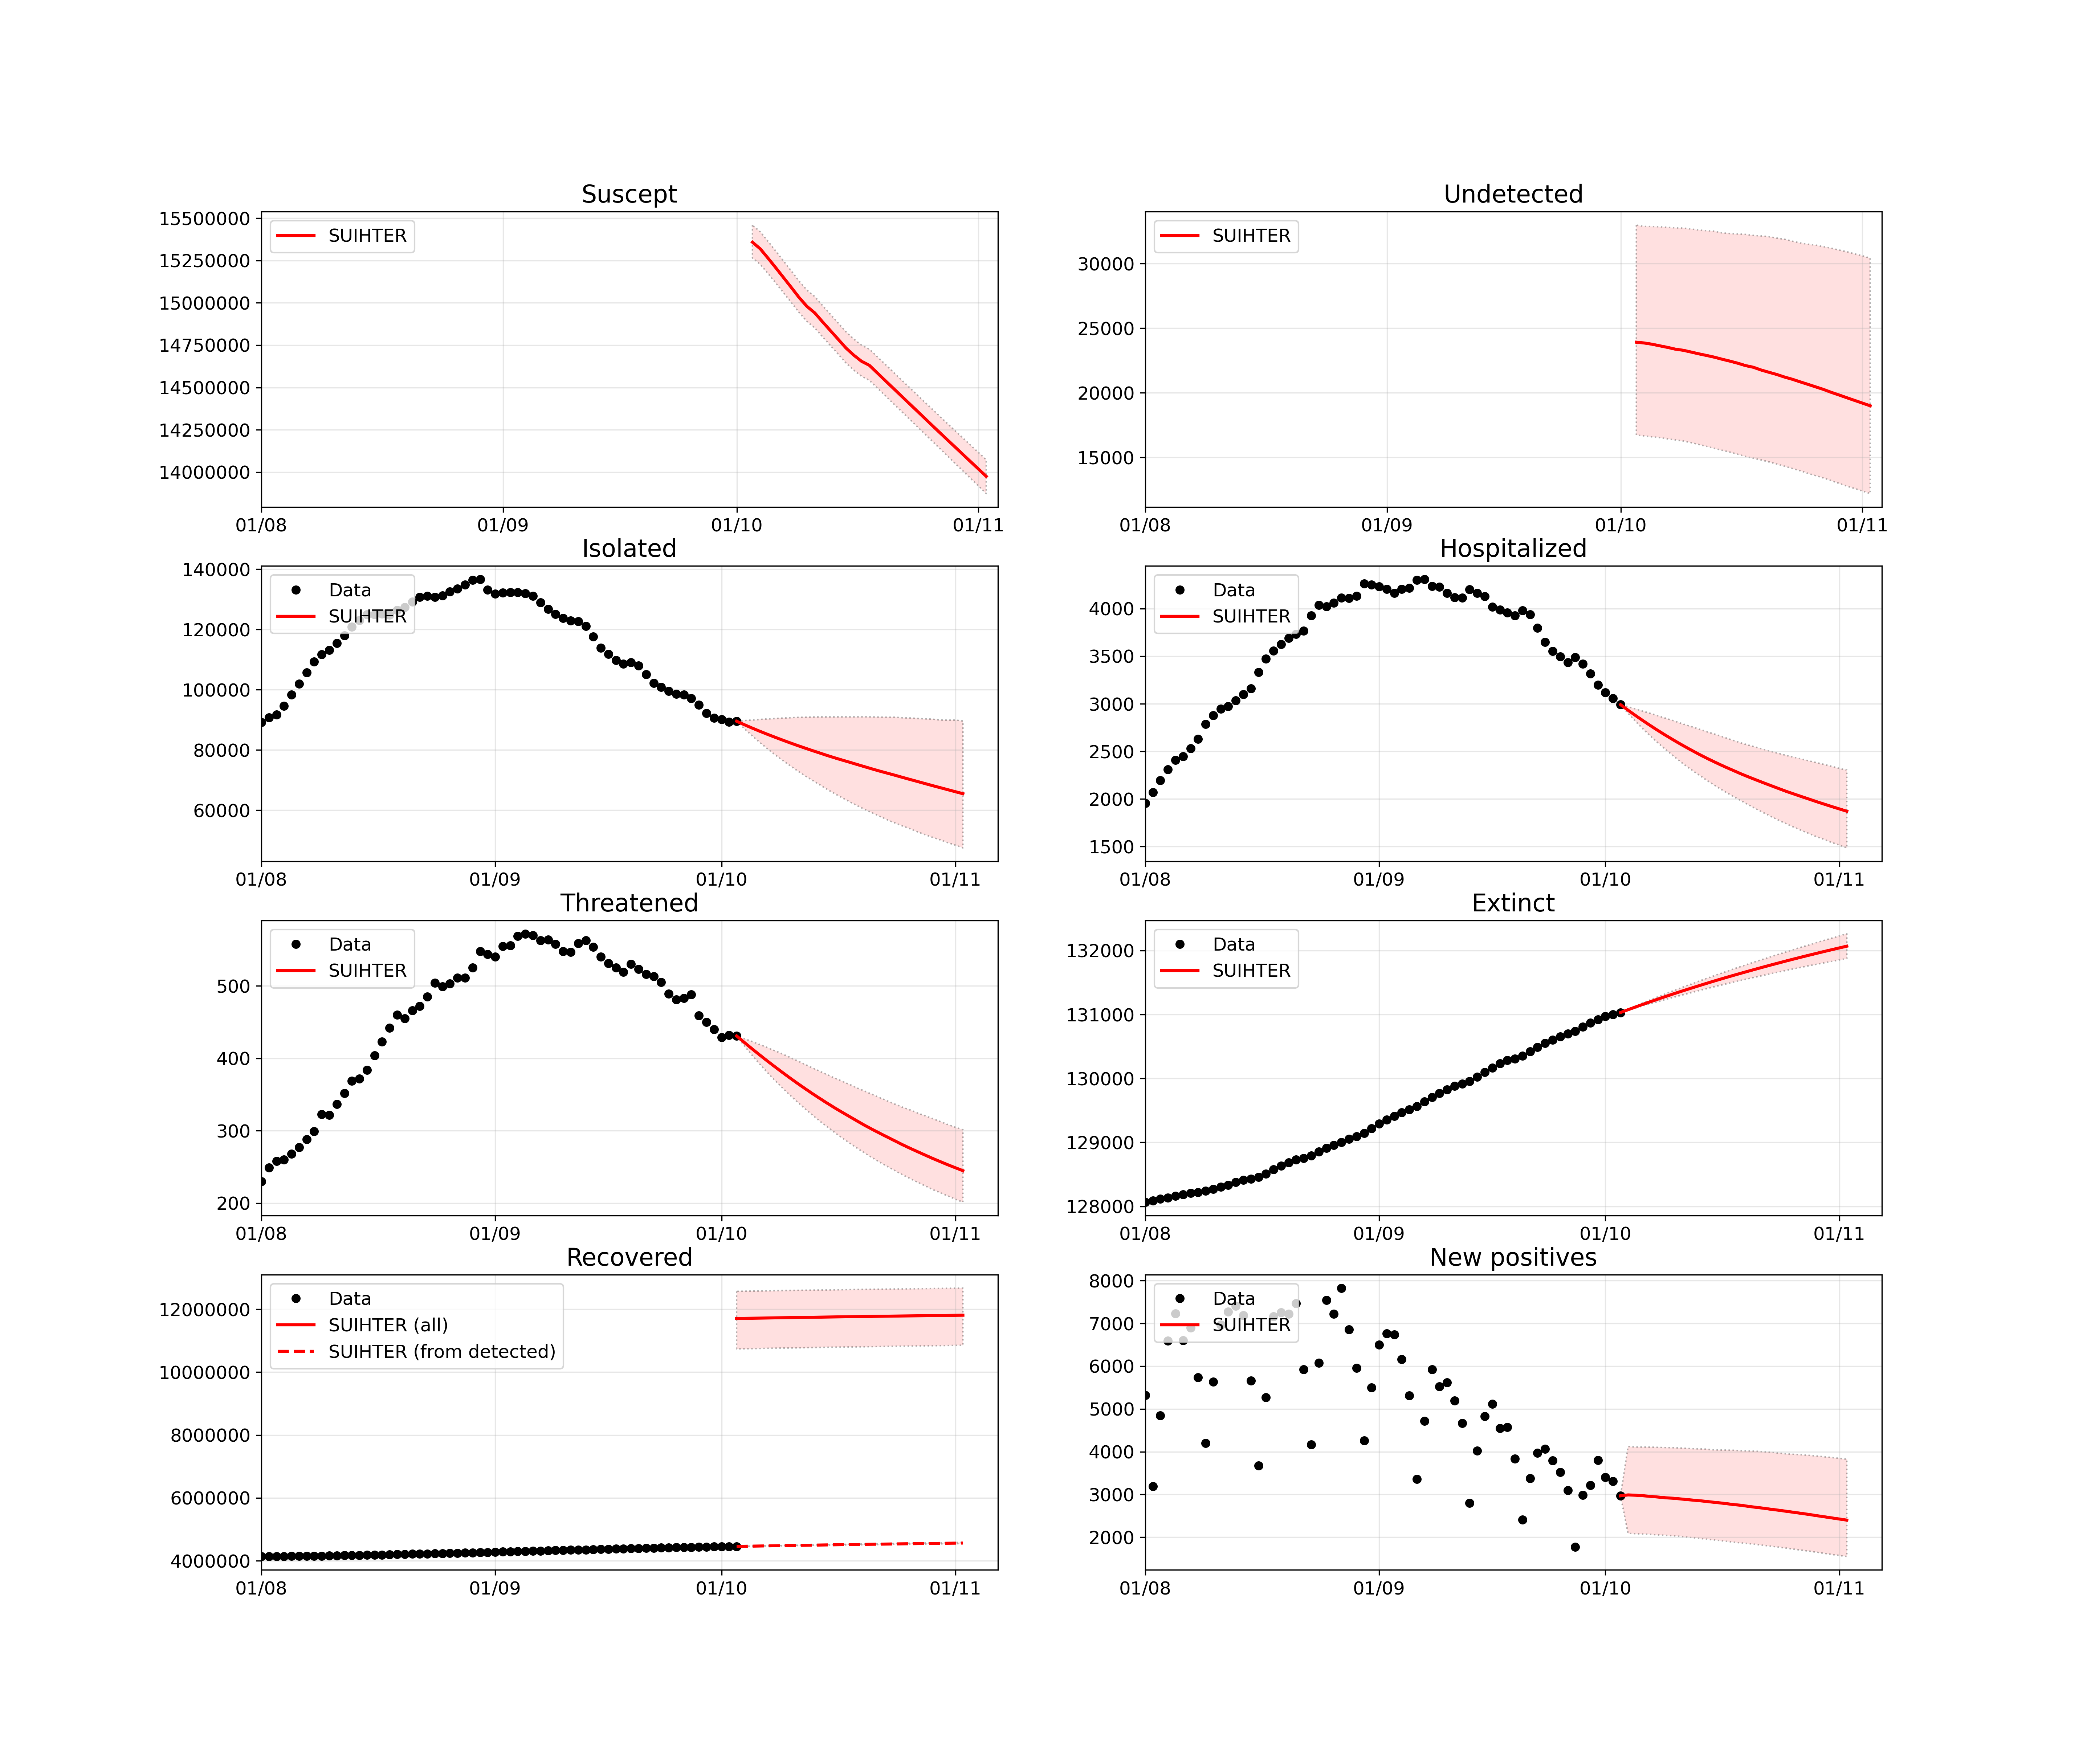 Suscept
SUIHTER
15500000
15250000
15000000
14750000
14500000
14250000
14000000
01/08 01/09 01/10 01/11
Undetected
SUIHTER
30000
25000
20000
15000
01/08 01/09 01/10 01/11
Isolated
Data
SUIHTER
140000
120000
100000
80000
60000
01/08 01/09 01/10 01/11
Hospitalized
Data
SUIHTER
4000
3500
3000
2500
2000
1500
01/08 01/09 01/10 01/11
Threatened
Data
SUIHTER
500
400
300
200
01/08 01/09 01/10 01/11
Extinct
Data
SUIHTER
132000
131000
130000
129000
128000
01/08 01/09 01/10 01/11
Recovered
Data
SUIHTER (all)
SUIHTER (from detected)
12000000
10000000
8000000
6000000
4000000
01/08 01/09 01/10 01/11
New positives
Data
SUIHTER
8000
7000
6000
5000
4000
3000
2000
01/08 01/09 01/10 01/11